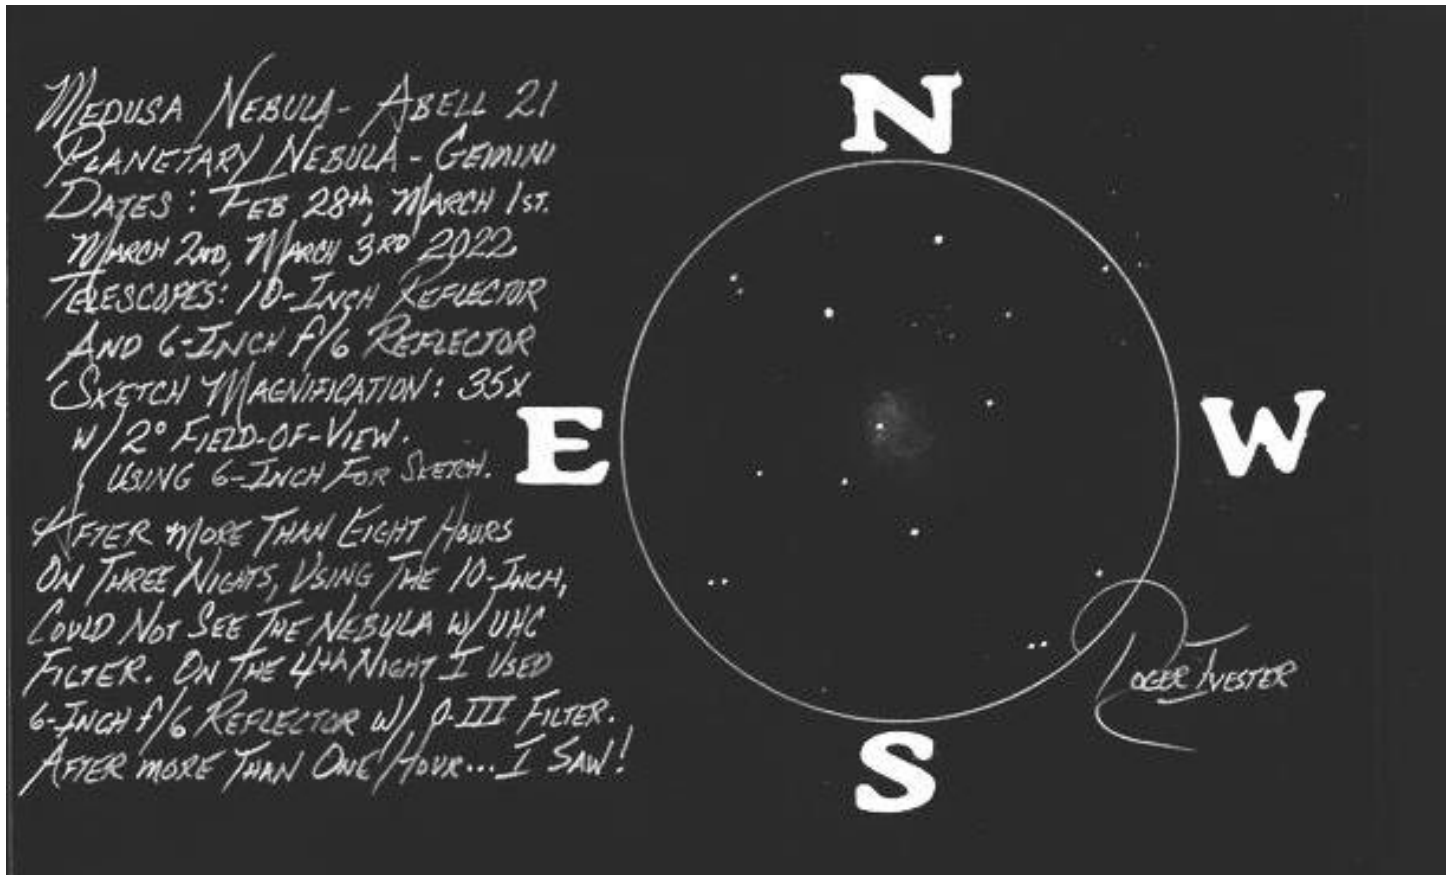 MEDUSA NEBULA - ABELL 21
PLANETARY NEBULA - GEMINI
DATES: FEB 28th, MARCH 1ST.
MARCH 2ND, MARCH 3RD 2022
TELESCOPES: 10-INCH REFLECTOR
AND 6-INCH f/6 REFLECTOR
SKETCH MAGNIFICATION: 35X
W/ 2° FIELD-OF-VIEW.
USING 6-INCH FOR SKETCH.
AFTER MORE THAN EIGHT HOURS
ON THREE NIGHTS, USING THE 10-INCH,
COULD NOT SEE THE NEBULA W/ UHC
FILTER. ON THE 4th NIGHT I USED
6-INCH f/6 REFLECTOR W/ O-III FILTER.
AFTER MORE THAN ONE HOUR... I SAW!
N
E
W
S
ROGER IVESTER